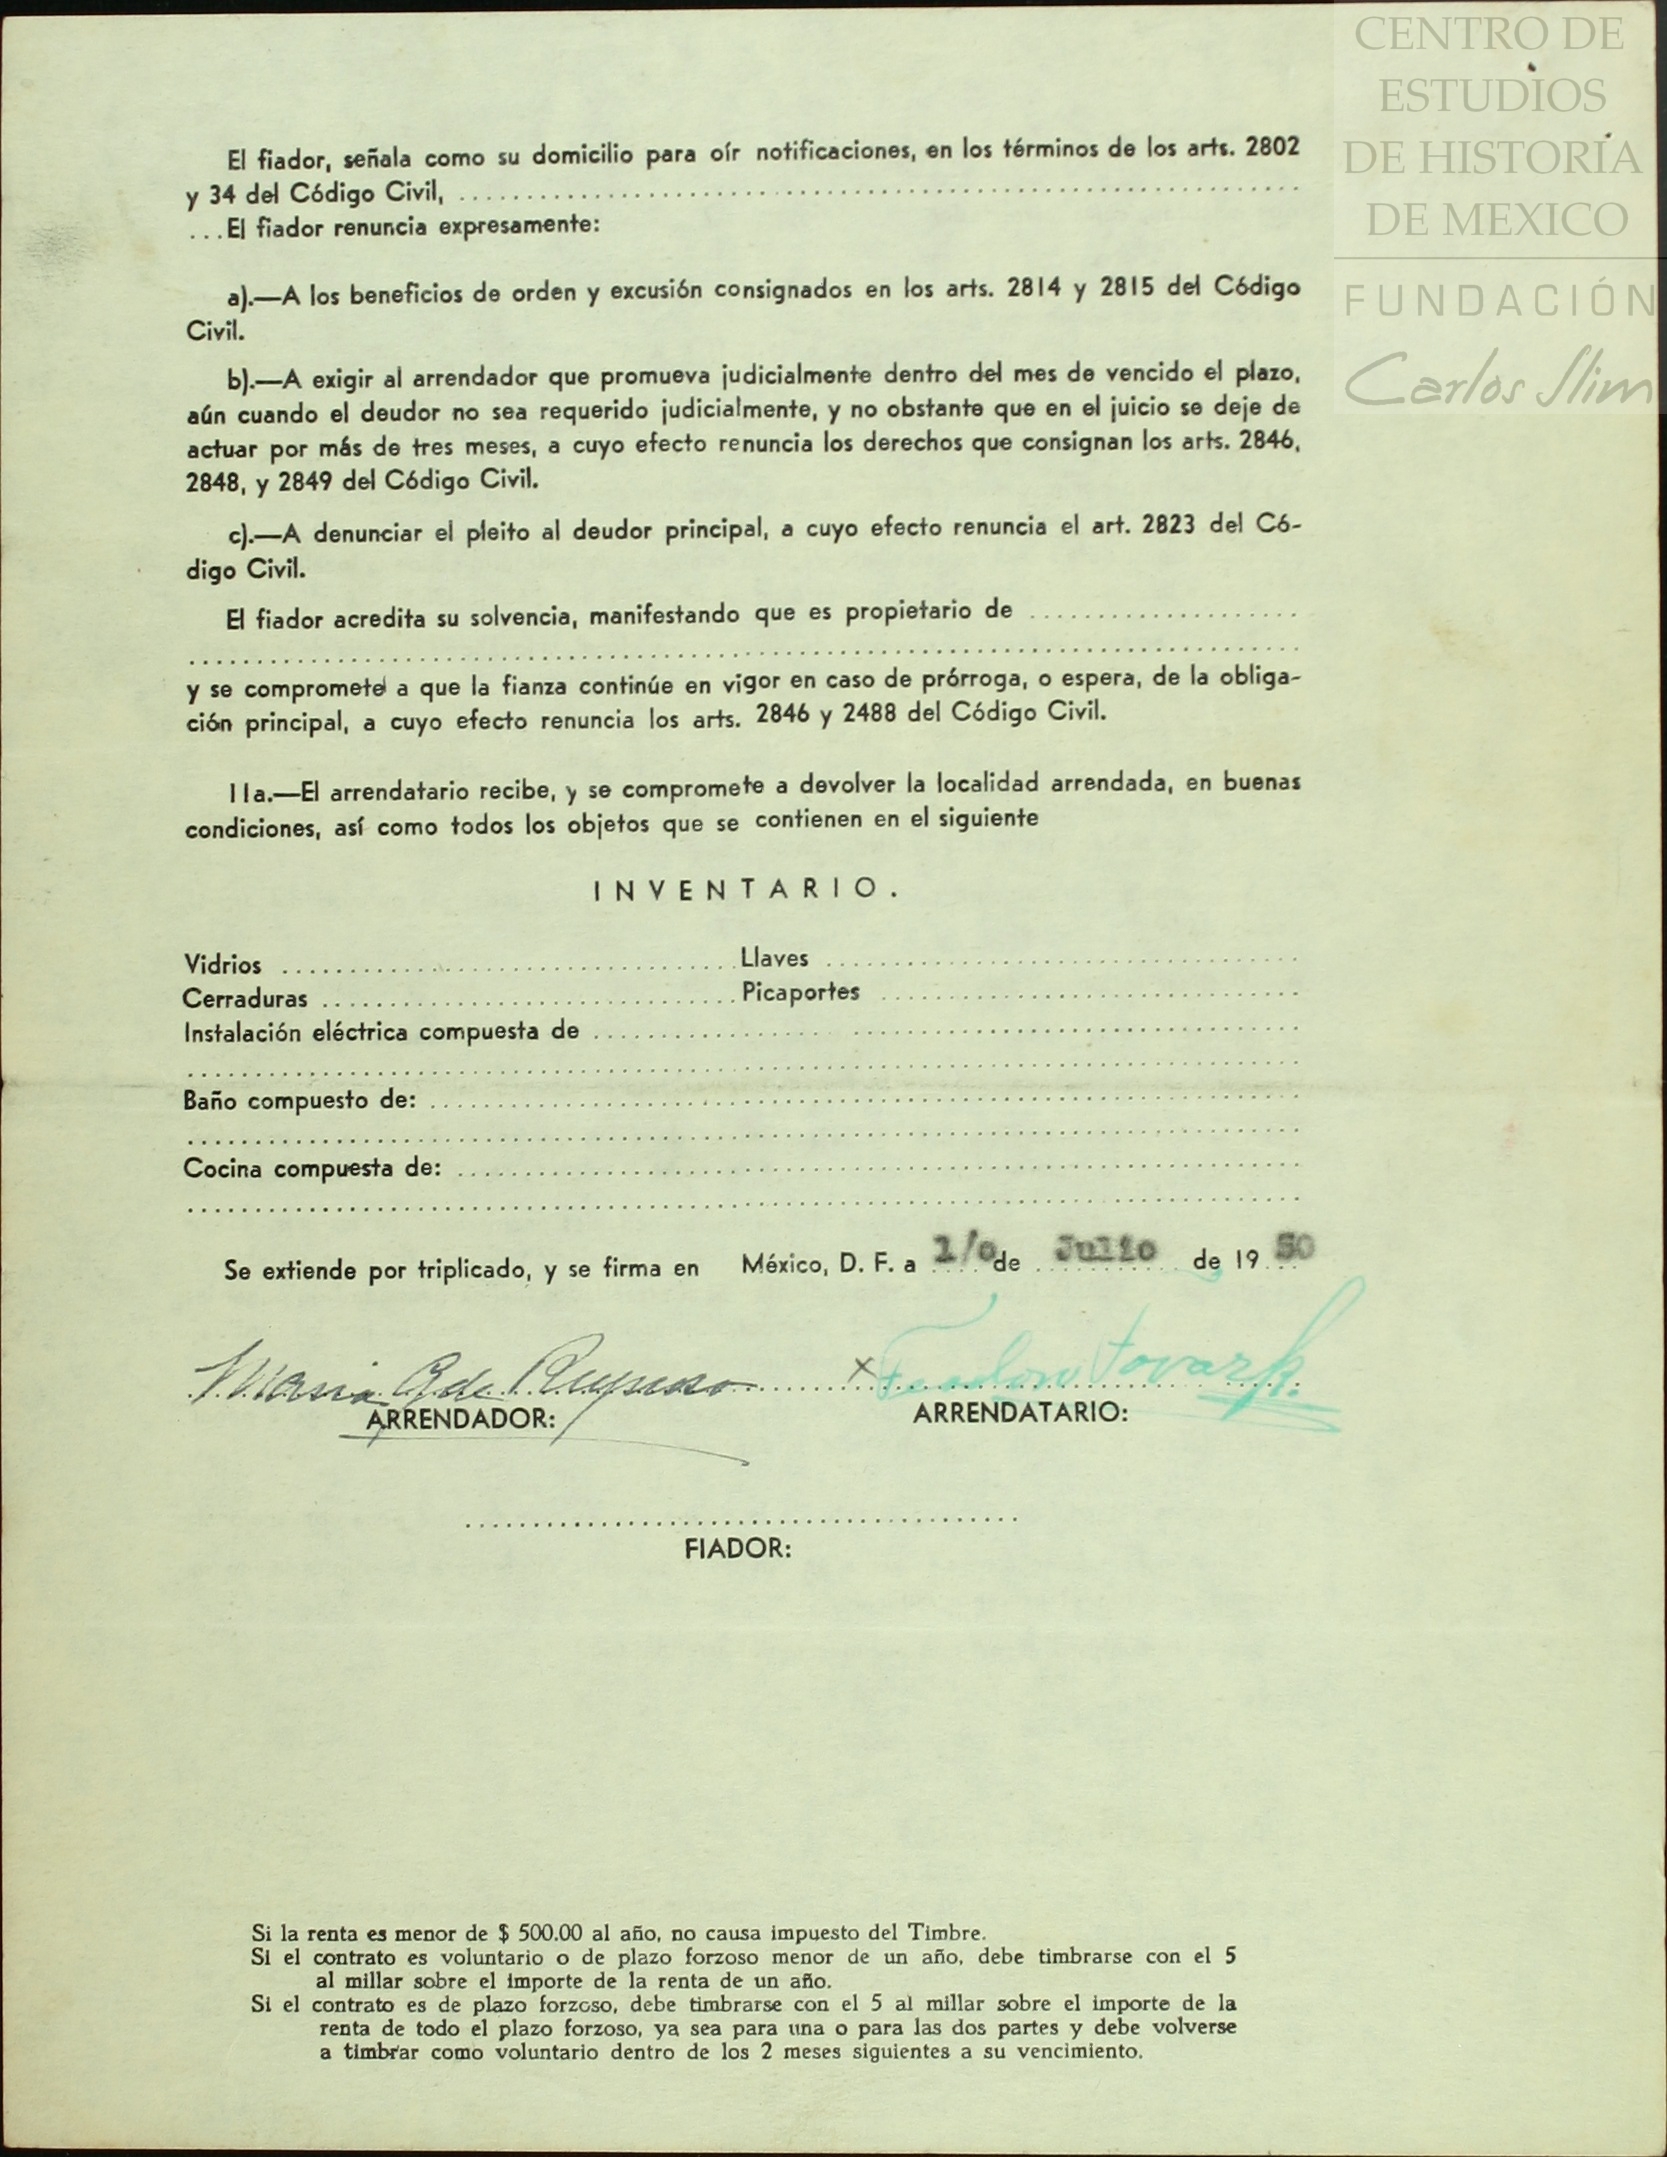 CENTRO DE
ESTUDIOS
DE HISTORÍA
DE MEXICO
FUNDACIÓN
Carlos Slim
El fiador, señala como su domicilio para oír notificaciones, en los términos de los arts. 2802
y 34 del Código Civil, ....................
...El fiador renuncia expresamente:
a).—A los beneficios de orden y excusión consignados en los arts. 2814 y 2815 del Código
Civil.
b).—A exigir al arrendador que promueva judicialmente dentro del mes de vencido el plazo,
aún cuando el deudor no sea requerido judicialmente, y no obstante que en el juicio se deje de
actuar por más de tres meses, a cuyo efecto renuncia los derechos que consignan los arts. 2846,
2848, y 2849 del Código Civil.
c).—A denunciar el pleito al deudor principal, a cuyo efecto renuncia el art. 2823 del Có-
digo Civil.
El fiador acredita su solvencia, manifestando que es propietario de ....................
y se compromete a que la fianza continúe en vigor en caso de prórroga, o espera, de la obliga-
ción principal, a cuyo efecto renuncia los arts. 2846 y 2488 del Código Civil.
11a.—El arrendatario recibe, y se compromete a devolver la localidad arrendada, en buenas
condiciones, así como todos los objetos que se contienen en el siguiente
INVENTARIO.
Vidrios .................... Llaves ....................
Cerraduras .................... Picaportes ....................
Instalación eléctrica compuesta de ....................
Baño compuesto de: ....................
Cocina compuesta de: ....................
Se extiende por triplicado, y se firma en México, D. F. a 1/o de Julio de 19 50
Maria de x Tovar
ARRENDADOR: ARRENDATARIO:
FIADOR:
Si la renta es menor de $ 500.00 al año, no causa impuesto del Timbre.
Si el contrato es voluntario o de plazo forzoso menor de un año, debe timbrarse con el 5
al millar sobre el importe de la renta de un año.
Si el contrato es de plazo forzoso, debe timbrarse con el 5 al millar sobre el importe de la
renta de todo el plazo forzoso, ya sea para una o para las dos partes y debe volverse
a timbrar como voluntario dentro de los 2 meses siguientes a su vencimiento.